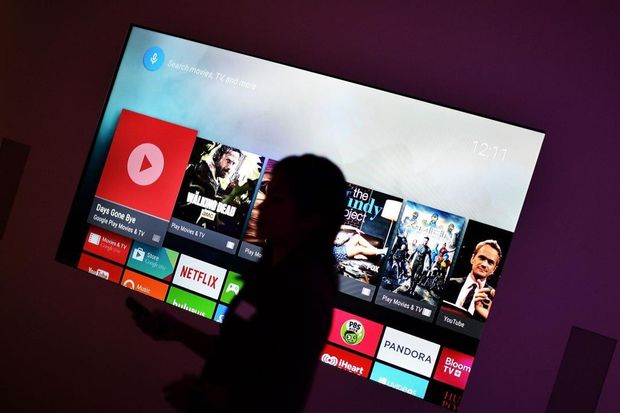 Search movies, TV, and more
12:11
Days Gone Bye
Google Play Movies & TV
THE
WALKING DEAD
Play Movies & TV
Play Mo
the
mindy
project
FOX
Play Movies & TV
YouTube
Movies & TV
Store
NETFLIX
YouTube
Music
huluplus
PBS
KIDS
PANDORA
Bloom
TV
iHeart